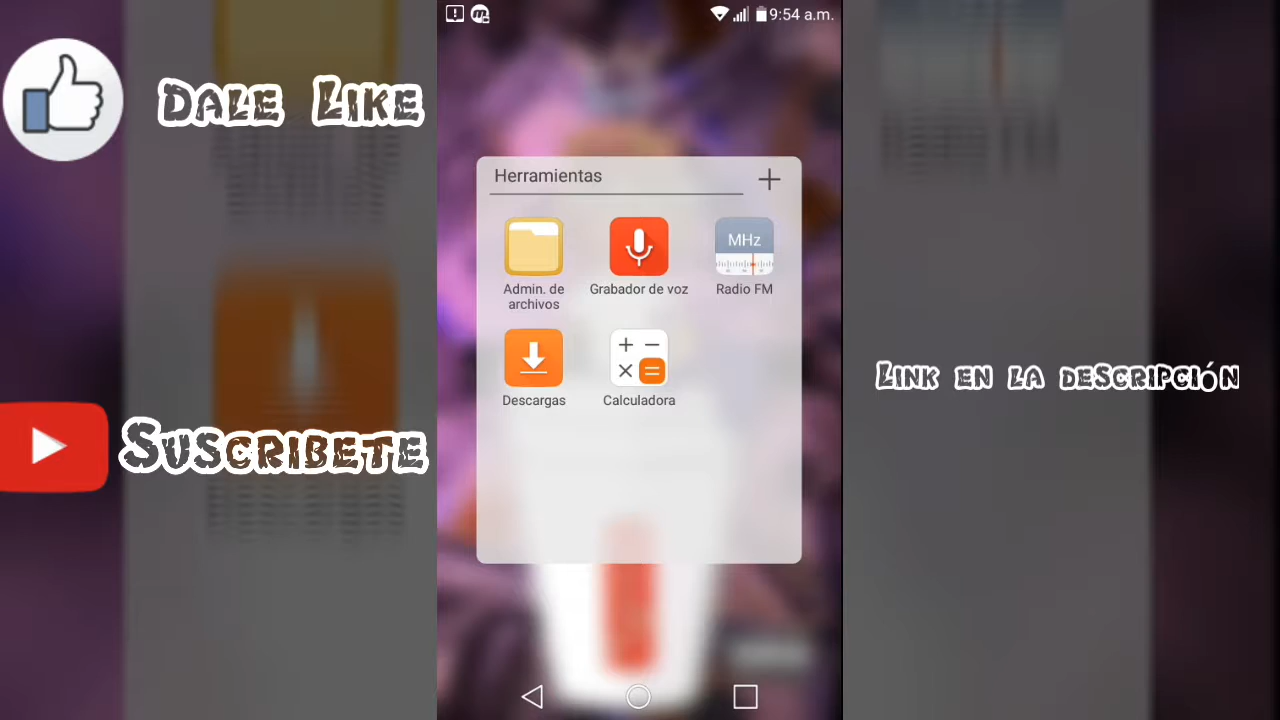 9:54 a.m.
Dale Like
Herramientas
MHz
Admin. de
archivos
Grabador de voz
Radio FM
Descargas
Calculadora
Link en la descripción
Suscribete